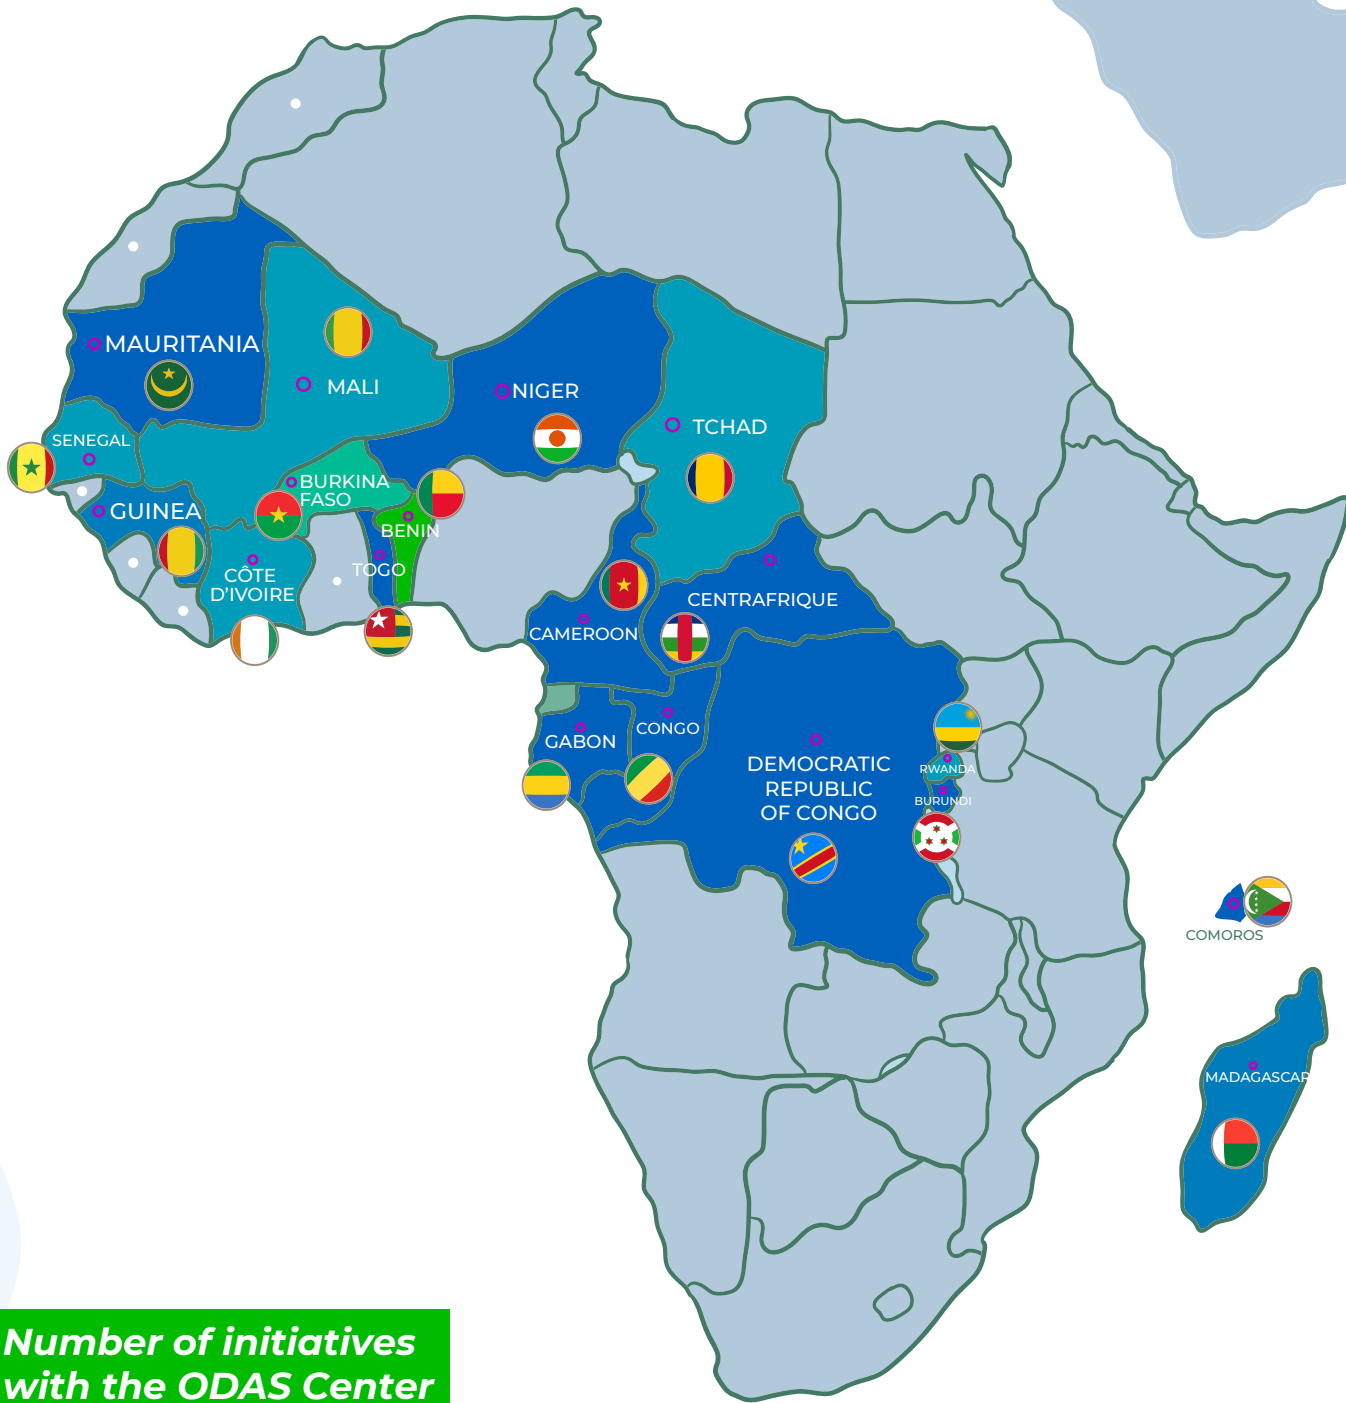 MAURITANIA
MALI
NIGER
TCHAD
SENEGAL
BURKINA
FASO
GUINEA
BENIN
TOGO
CÔTE
D'IVOIRE
CENTRAFRIQUE
CAMEROON
CONGO
GABON
DEMOCRATIC
REPUBLIC
OF CONGO
RWANDA
BURUNDI
COMOROS
MADAGASCAR
Number of initiatives
with the ODAS Center